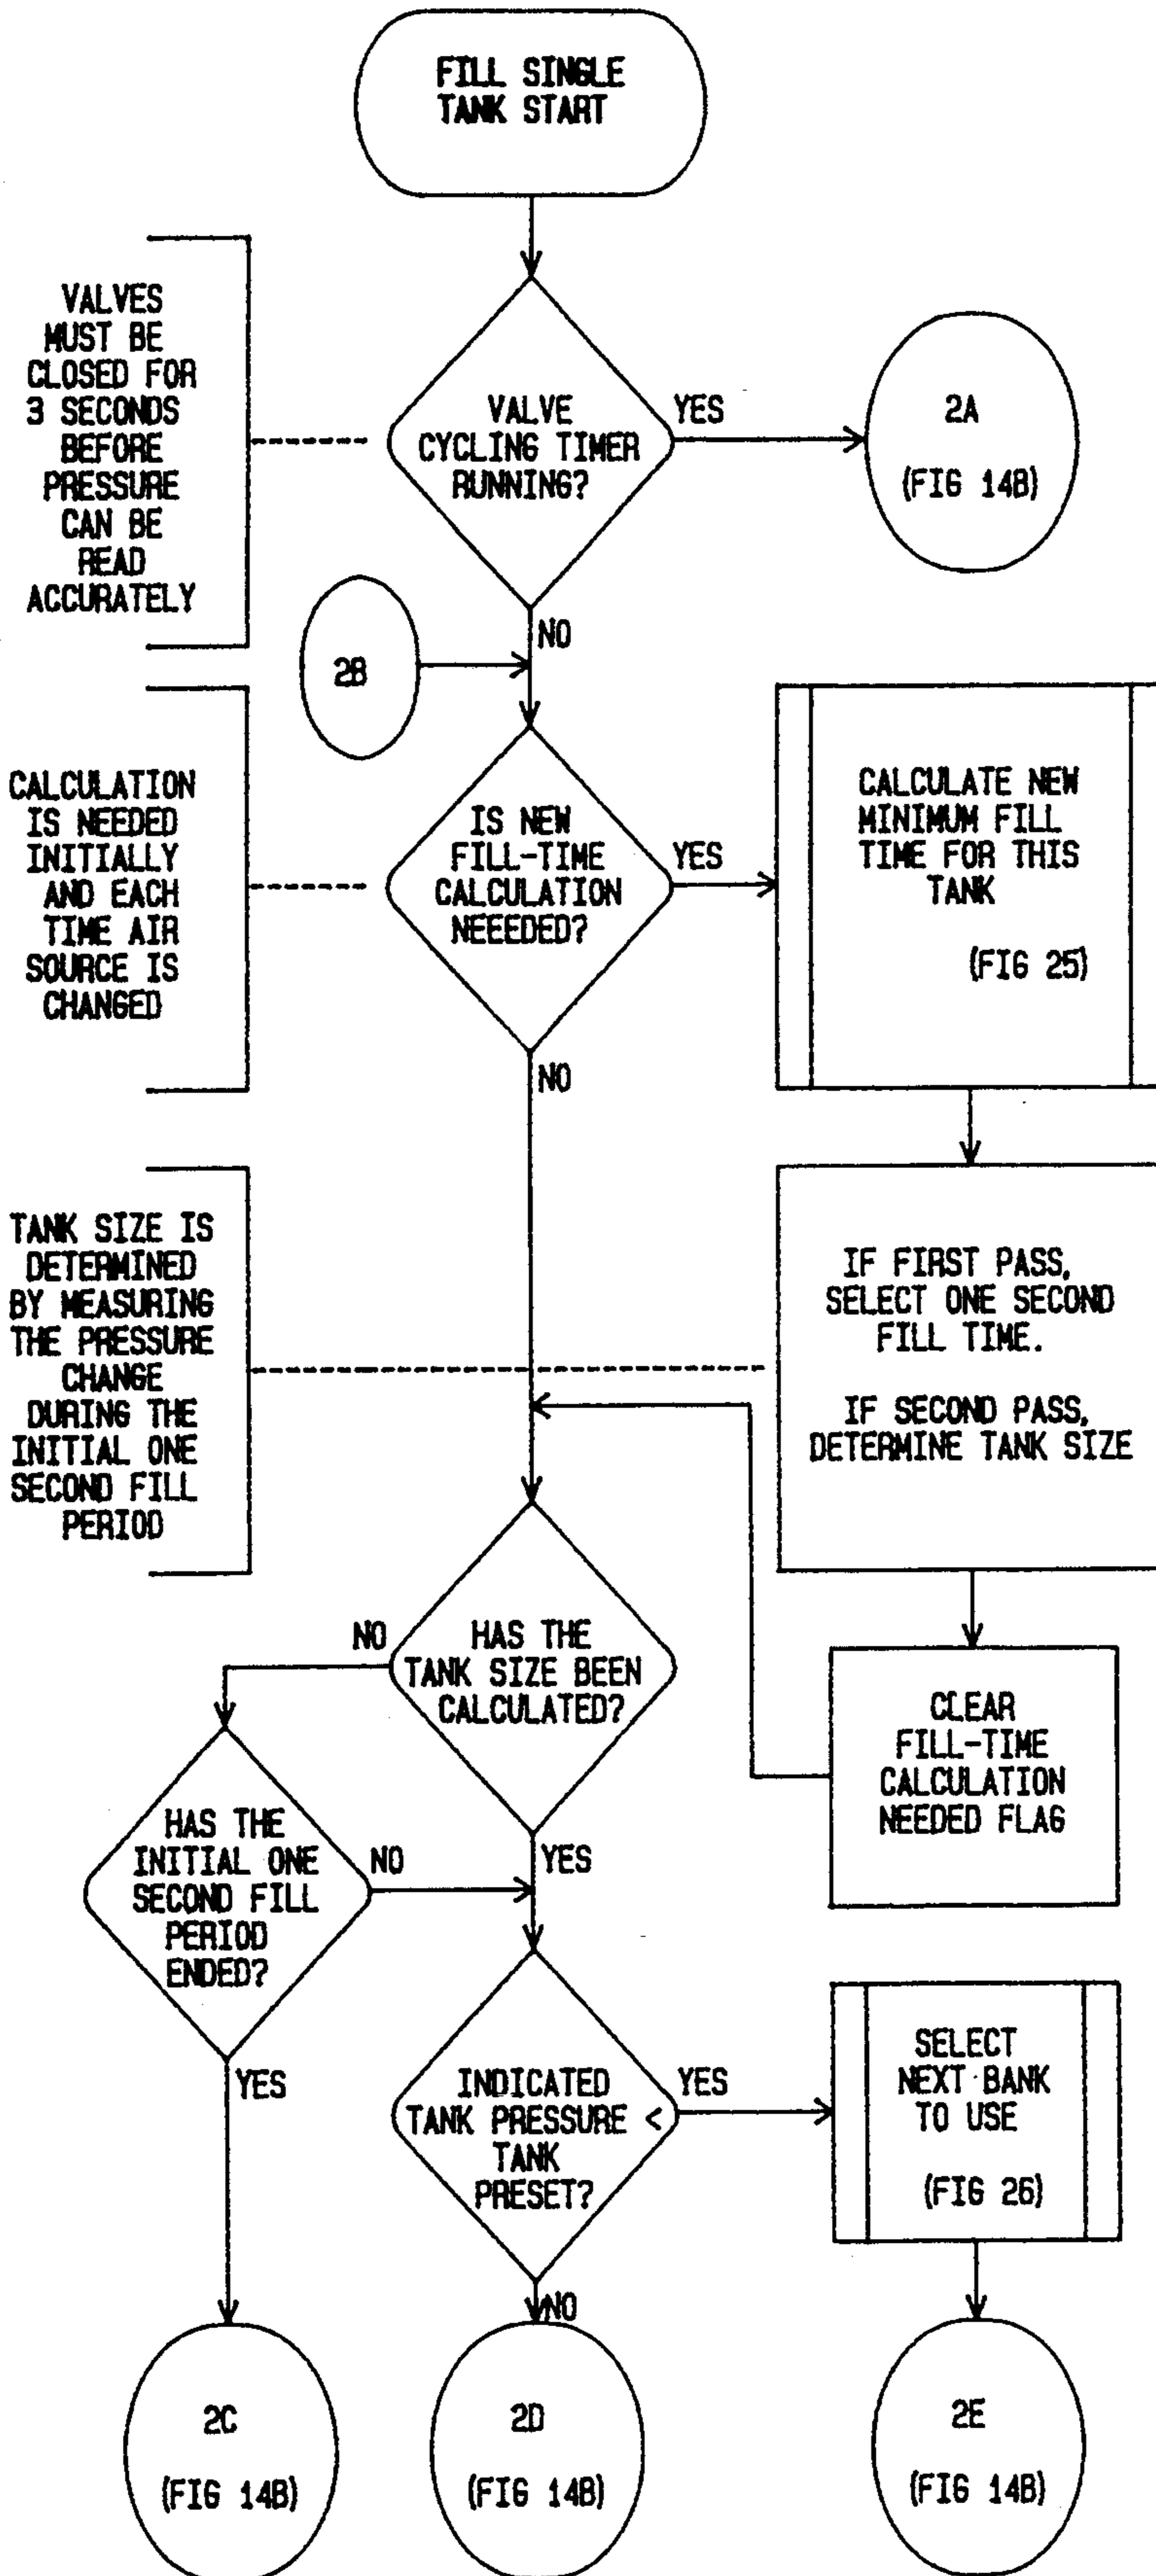 FILL SINGLE
TANK START
VALVES
MUST BE
CLOSED FOR
3 SECONDS
BEFORE
PRESSURE
CAN BE
READ
ACCURATELY
VALVE
CYCLING TIMER
RUNNING?
YES
2A
(FIG 14B)
NO
2B
CALCULATION
IS NEEDED
INITIALLY
AND EACH
TIME AIR
SOURCE IS
CHANGED
IS NEW
FILL-TIME
CALCULATION
NEEEDED?
YES
CALCULATE NEW
MINIMUM FILL
TIME FOR THIS
TANK
(FIG 25)
NO
TANK SIZE IS
DETERMINED
BY MEASURING
THE PRESSURE
CHANGE
DURING THE
INITIAL ONE
SECOND FILL
PERIOD
IF FIRST PASS,
SELECT ONE SECOND
FILL TIME.
IF SECOND PASS,
DETERMINE TANK SIZE
NO
HAS THE
TANK SIZE BEEN
CALCULATED?
CLEAR
FILL-TIME
CALCULATION
NEEDED FLAG
HAS THE
INITIAL ONE
SECOND FILL
PERIOD
ENDED?
NO
YES
YES
INDICATED
TANK PRESSURE <
TANK
PRESET?
YES
SELECT
NEXT BANK
TO USE
(FIG 26)
NO
2C
(FIG 14B)
2D
(FIG 14B)
2E
(FIG 14B)